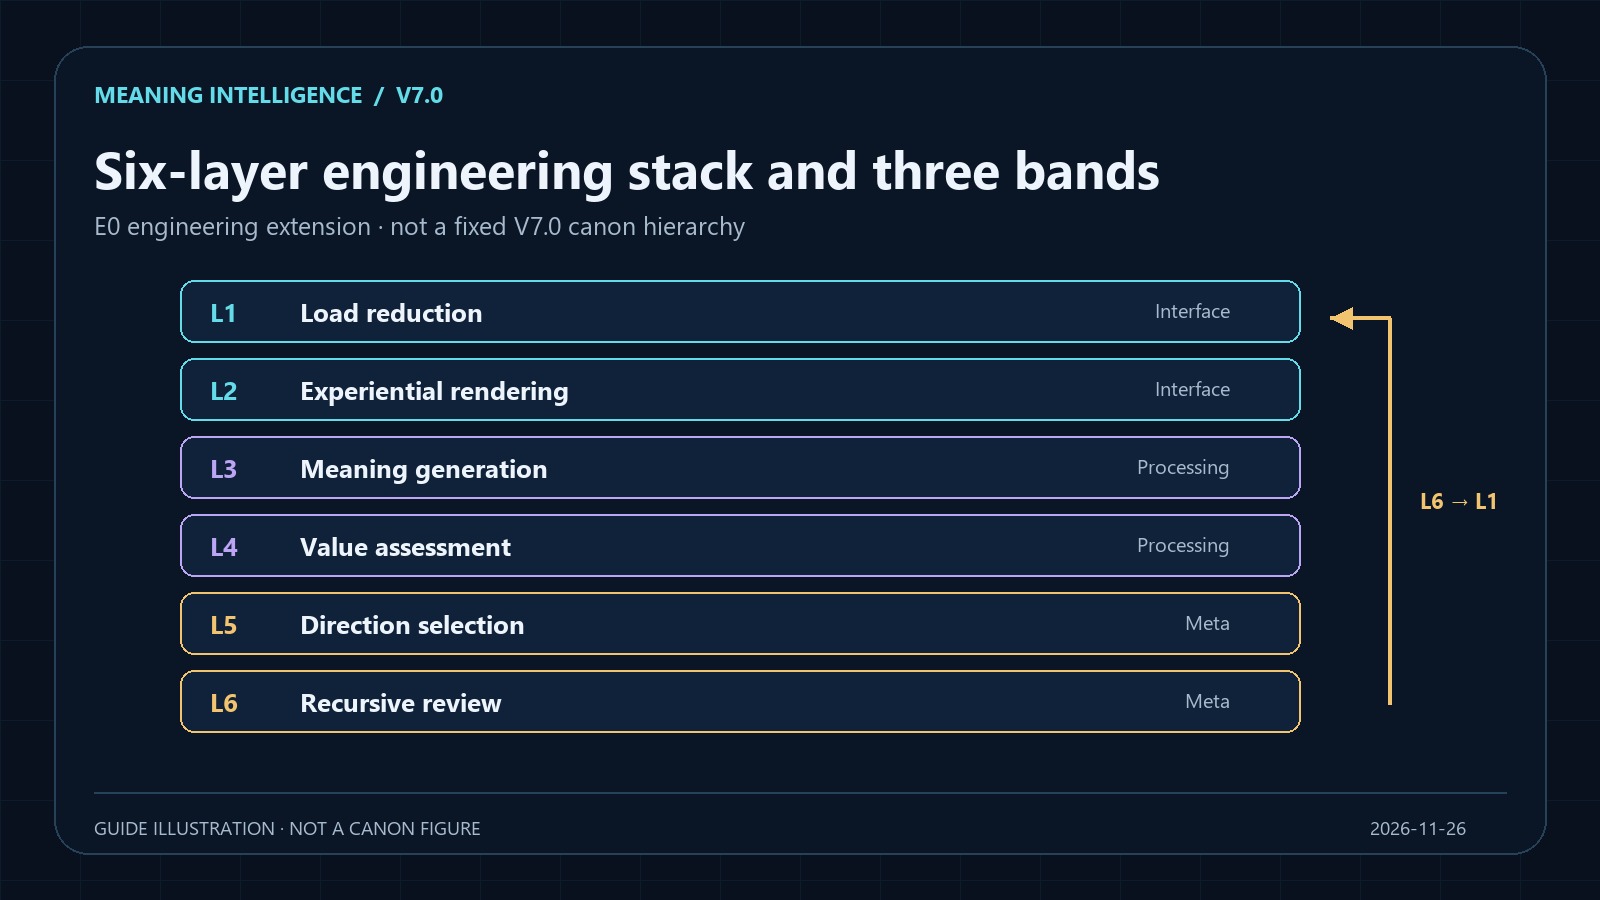 MEANING INTELLIGENCE / V7.0
Six-layer engineering stack and three bands
E0 engineering extension · not a fixed V7.0 canon hierarchy
L1 Load reduction Interface
L2 Experiential rendering Interface
L3 Meaning generation Processing
L4 Value assessment Processing
L5 Direction selection Meta
L6 Recursive review Meta
L6 → L1
GUIDE ILLUSTRATION · NOT A CANON FIGURE
2026-11-26